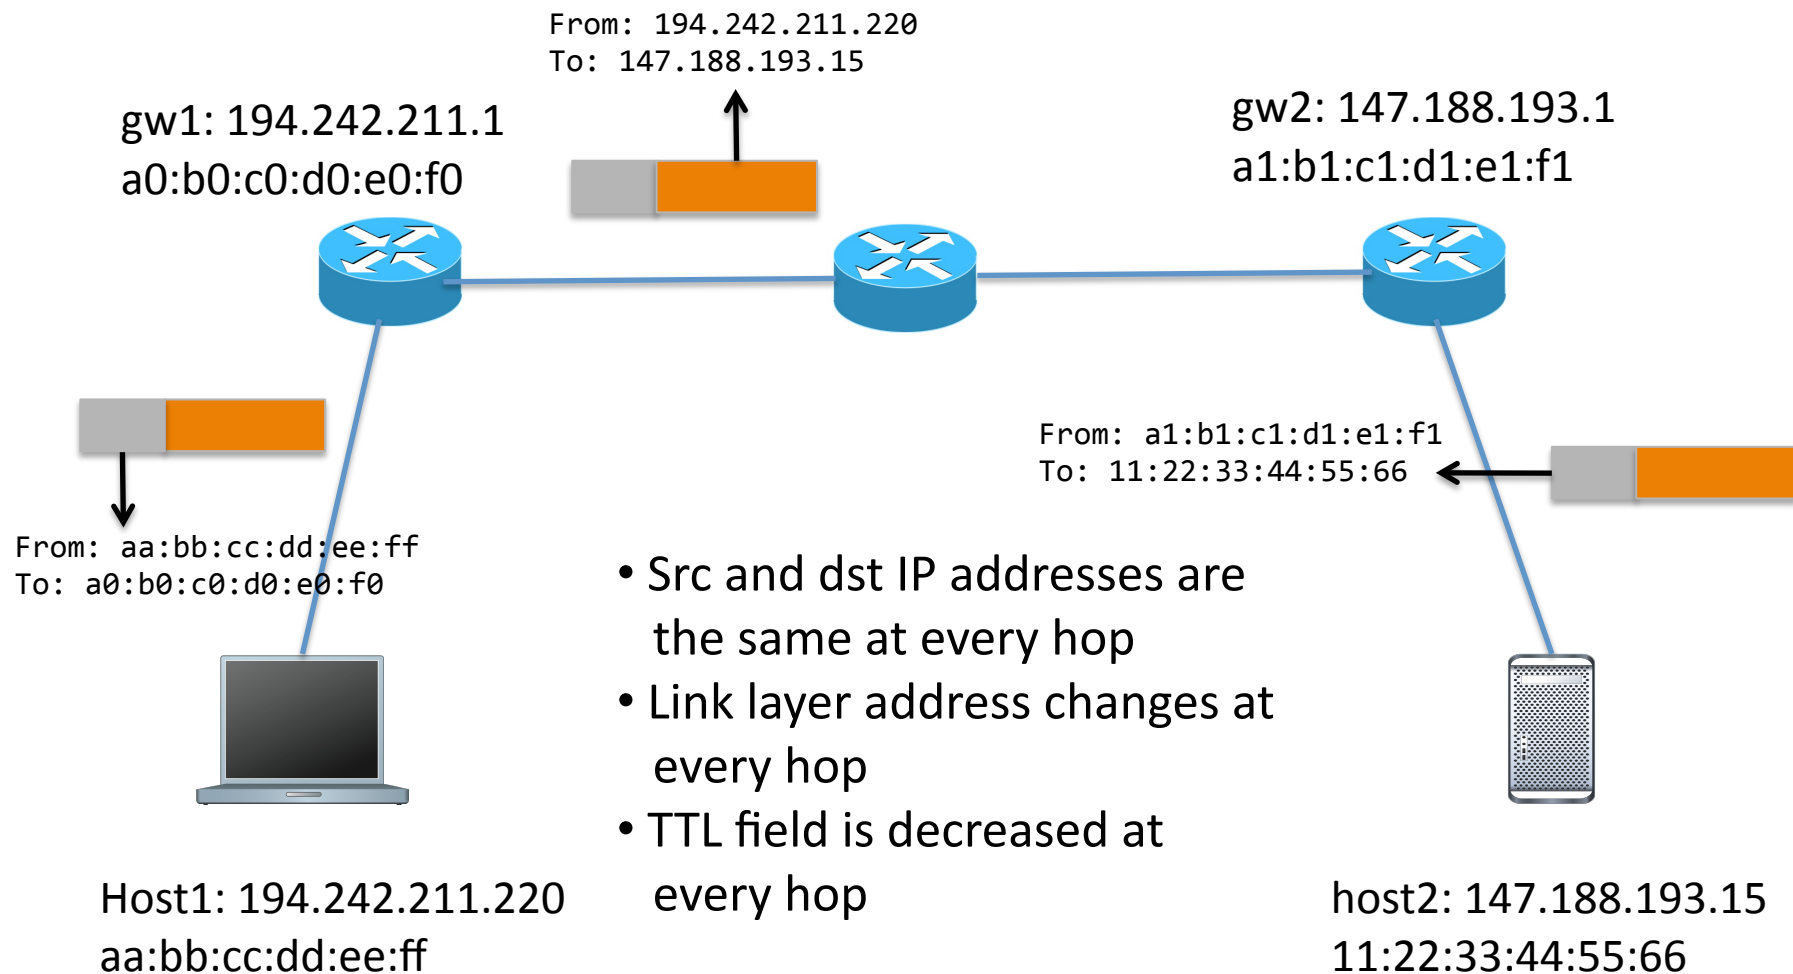 From: 194.242.211.220
To: 147.188.193.15
gw1: 194.242.211.1
a0:b0:c0:d0:e0:f0
gw2: 147.188.193.1
a1:b1:c1:d1:e1:f1
From: a1:b1:c1:d1:e1:f1
To: 11:22:33:44:55:66
From: aa:bb:cc:dd:ee:ff
To: a0:b0:c0:d0:e0:f0
• Src and dst IP addresses are
the same at every hop
• Link layer address changes at
every hop
• TTL field is decreased at
every hop
Host1: 194.242.211.220
aa:bb:cc:dd:ee:ff
host2: 147.188.193.15
11:22:33:44:55:66